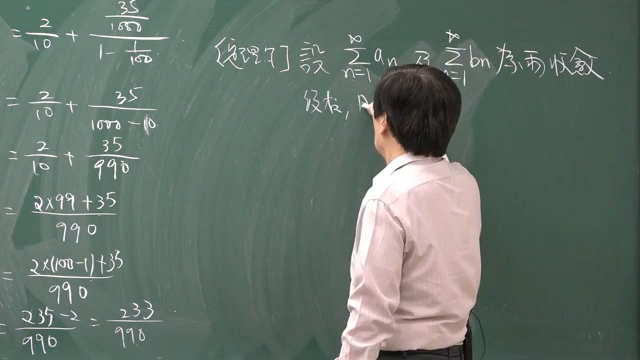 = 2/10 + (35/1000)/(1 - 1/100)
= 2/10 + 35/(1000-10)
= 2/10 + 35/990
= (2×99+35)/990
= (2×(100-1)+35)/990
= (235-2)/990 = 233/990
[定理7] 設 ∑n=1^∞ an 及 ∑^∞=1 bn 為兩收斂
級數,